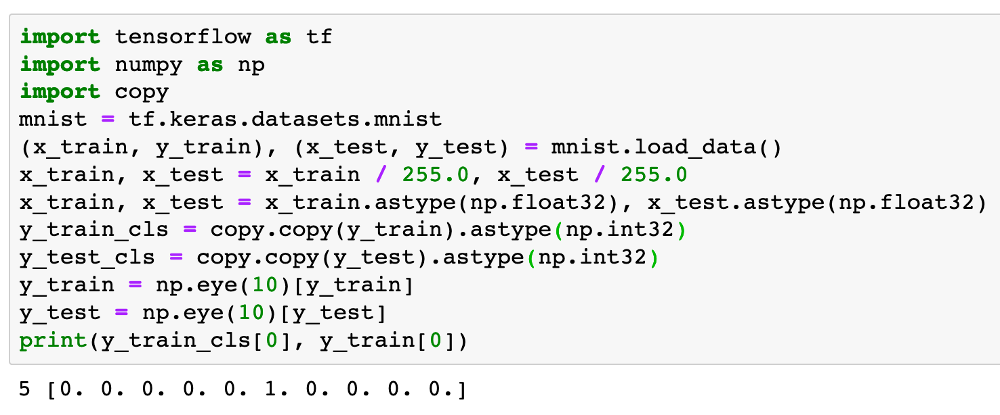 import tensorflow as tf
import numpy as np
import copy
mnist = tf.keras.datasets.mnist
(x_train, y_train), (x_test, y_test) = mnist.load_data()
x_train, x_test = x_train / 255.0, x_test / 255.0
x_train, x_test = x_train.astype(np.float32), x_test.astype(np.float32)
y_train_cls = copy.copy(y_train).astype(np.int32)
y_test_cls = copy.copy(y_test).astype(np.int32)
y_train = np.eye(10)[y_train]
y_test = np.eye(10)[y_test]
print(y_train_cls[0], y_train[0])
5 [0. 0. 0. 0. 0. 1. 0. 0. 0. 0.]